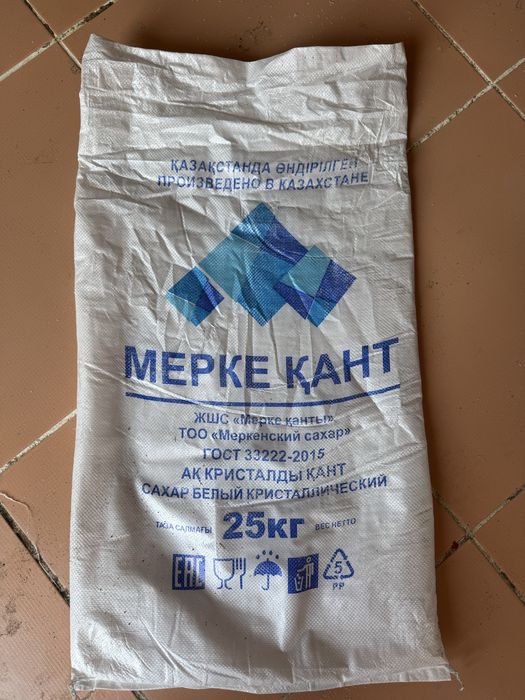 ҚАЗАҚСТАНДА ӨНДІРІЛГЕН
ПРОИЗВЕДЕНО В КАЗАХСТАНЕ
МЕРКЕ ҚАНТ
ЖШС «Мерке қанты»
ТОО «Меркенский сахар»
ГОСТ 33222-2015
АҚ КРИСТАЛДЫ ҚАНТ
САХАР БЕЛЫЙ КРИСТАЛЛИЧЕСКИЙ
ТАЗА САЛМАҒЫ 25КГ ВЕС НЕТТО
EAC 5
PP